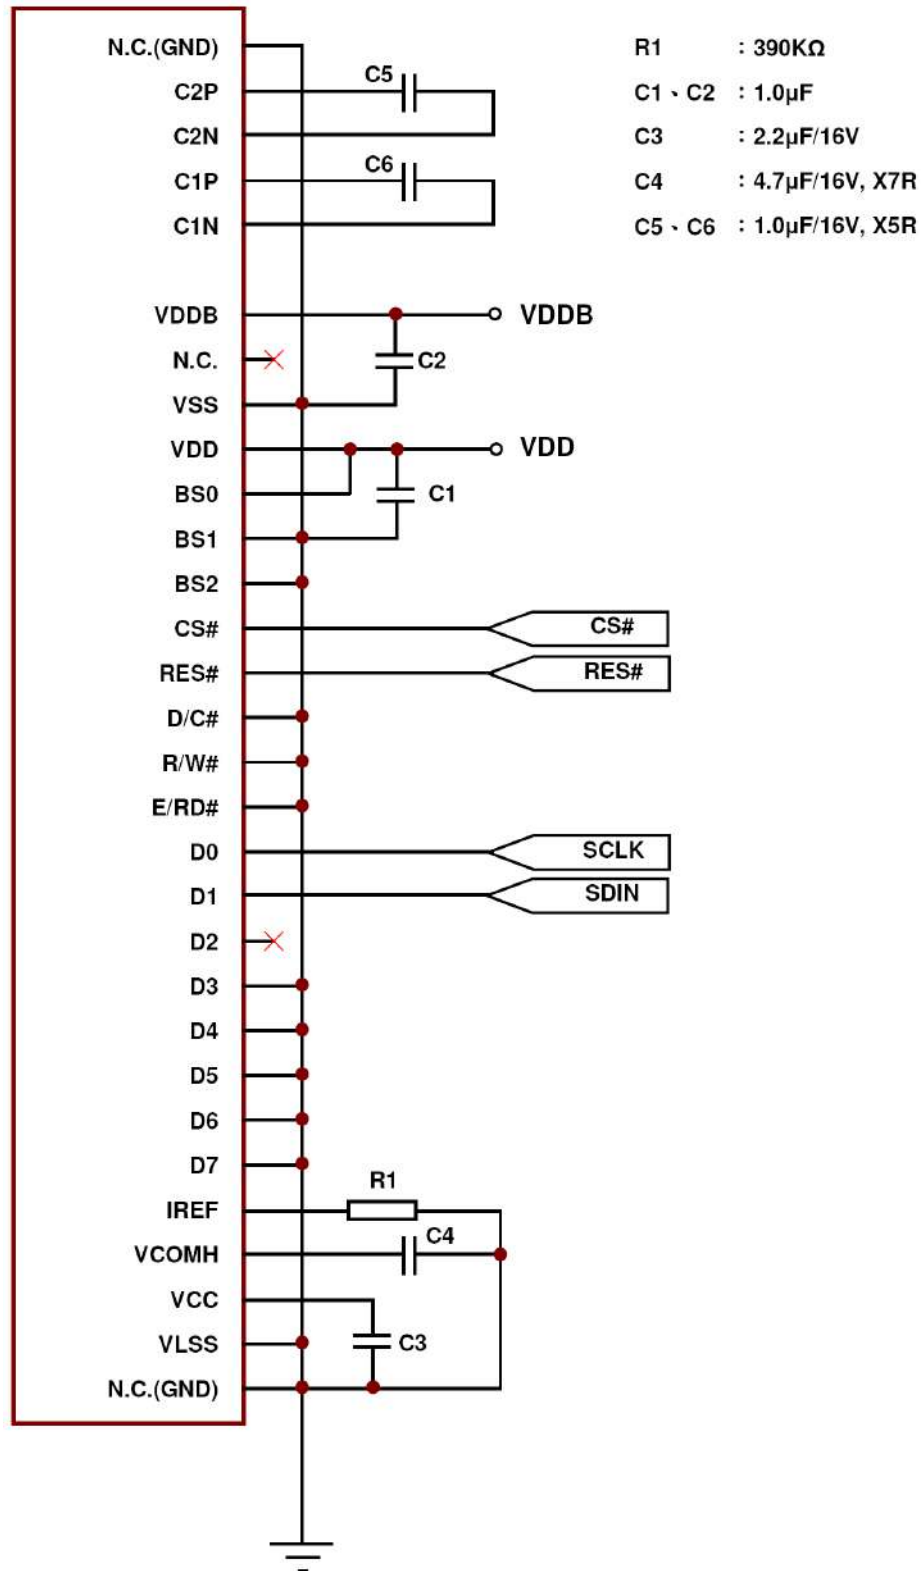 N.C.(GND)
C2P
C2N
C1P
C1N
VDDB
N.C.
VSS
VDD
BS0
BS1
BS2
CS#
RES#
D/C#
R/W#
E/RD#
D0
D1
D2
D3
D4
D5
D6
D7
IREF
VCOMH
VCC
VLSS
N.C.(GND)
C5
C6
VDDB
C2
VDD
C1
CS#
RES#
SCLK
SDIN
R1
C4
C3
R1 : 390KΩ
C1、C2 : 1.0µF
C3 : 2.2µF/16V
C4 : 4.7µF/16V, X7R
C5、C6 : 1.0µF/16V, X5R